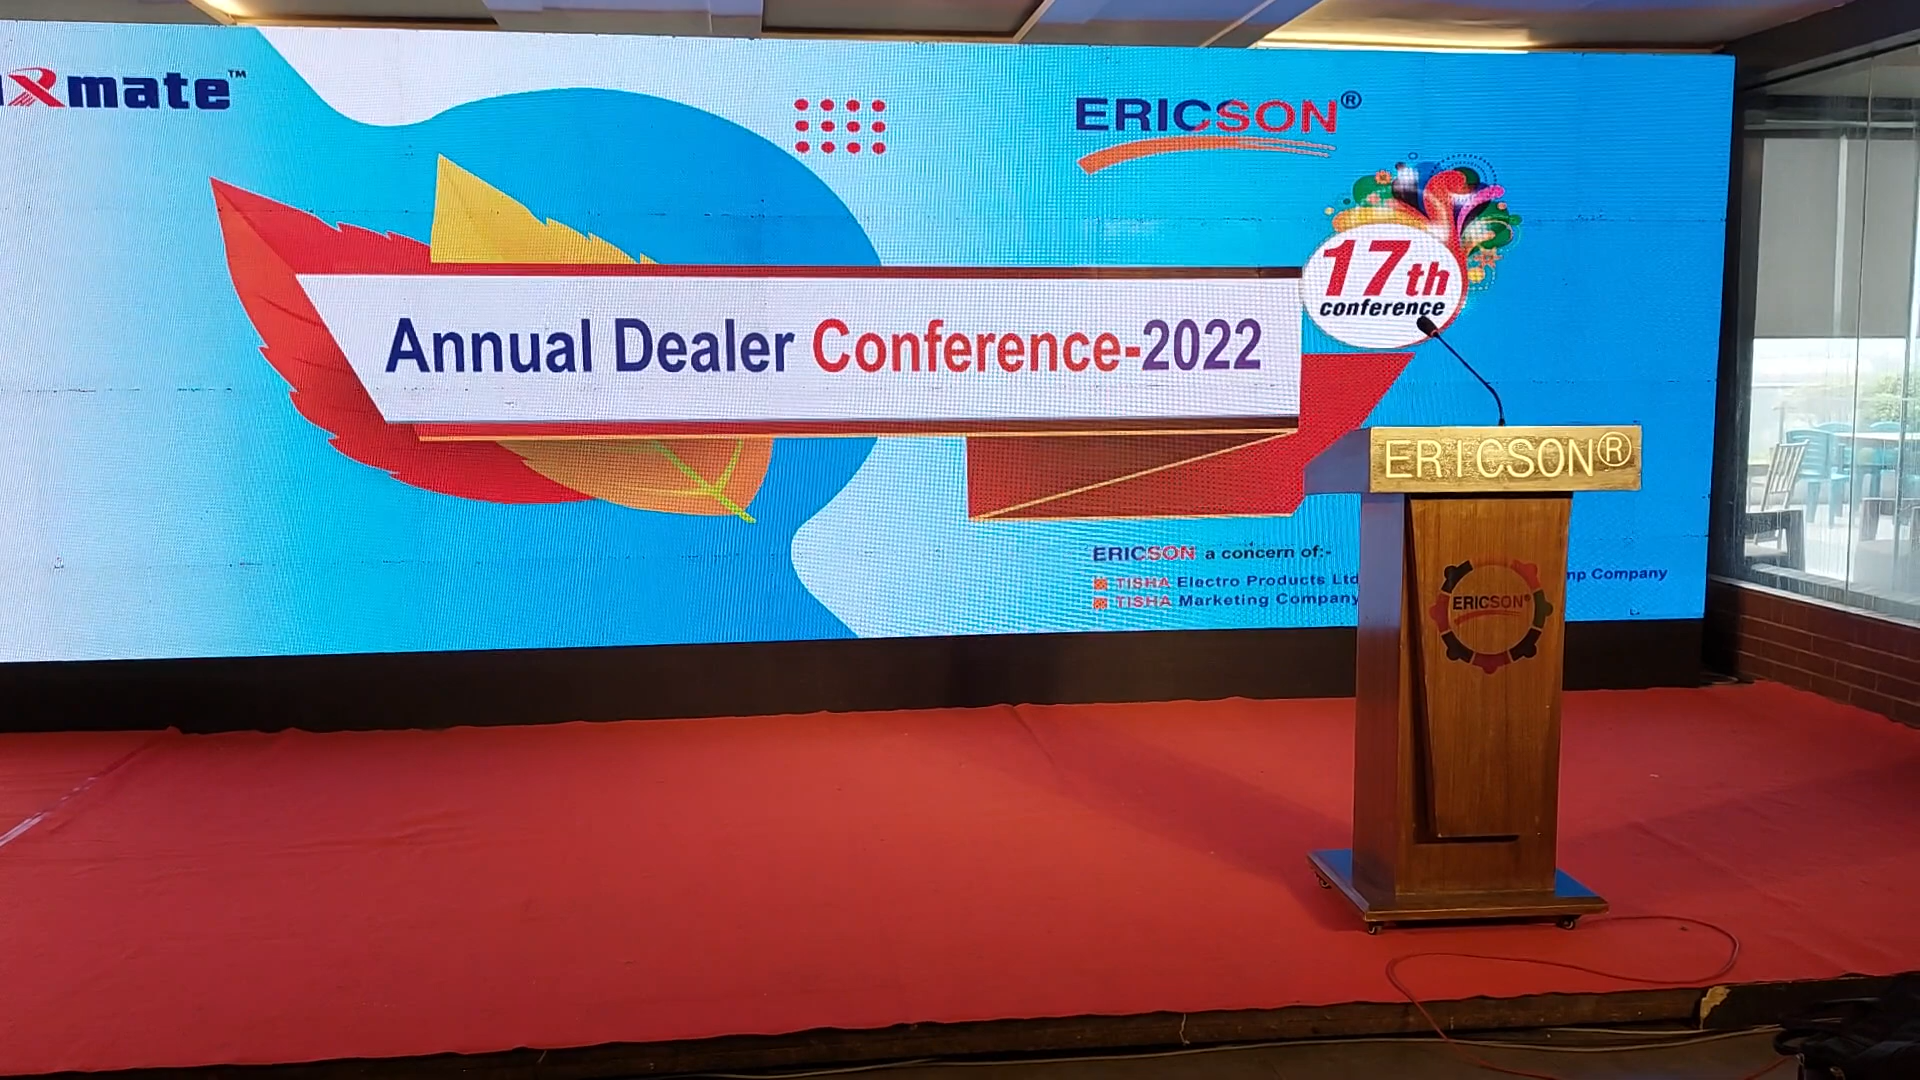 mate™
ERICSON®
17th
conference
Annual Dealer Conference-2022
ERICSON®
ERICSON a concern of:-
TISHA Electro Products Ltd
TISHA Marketing Company
Company
ERICSON®